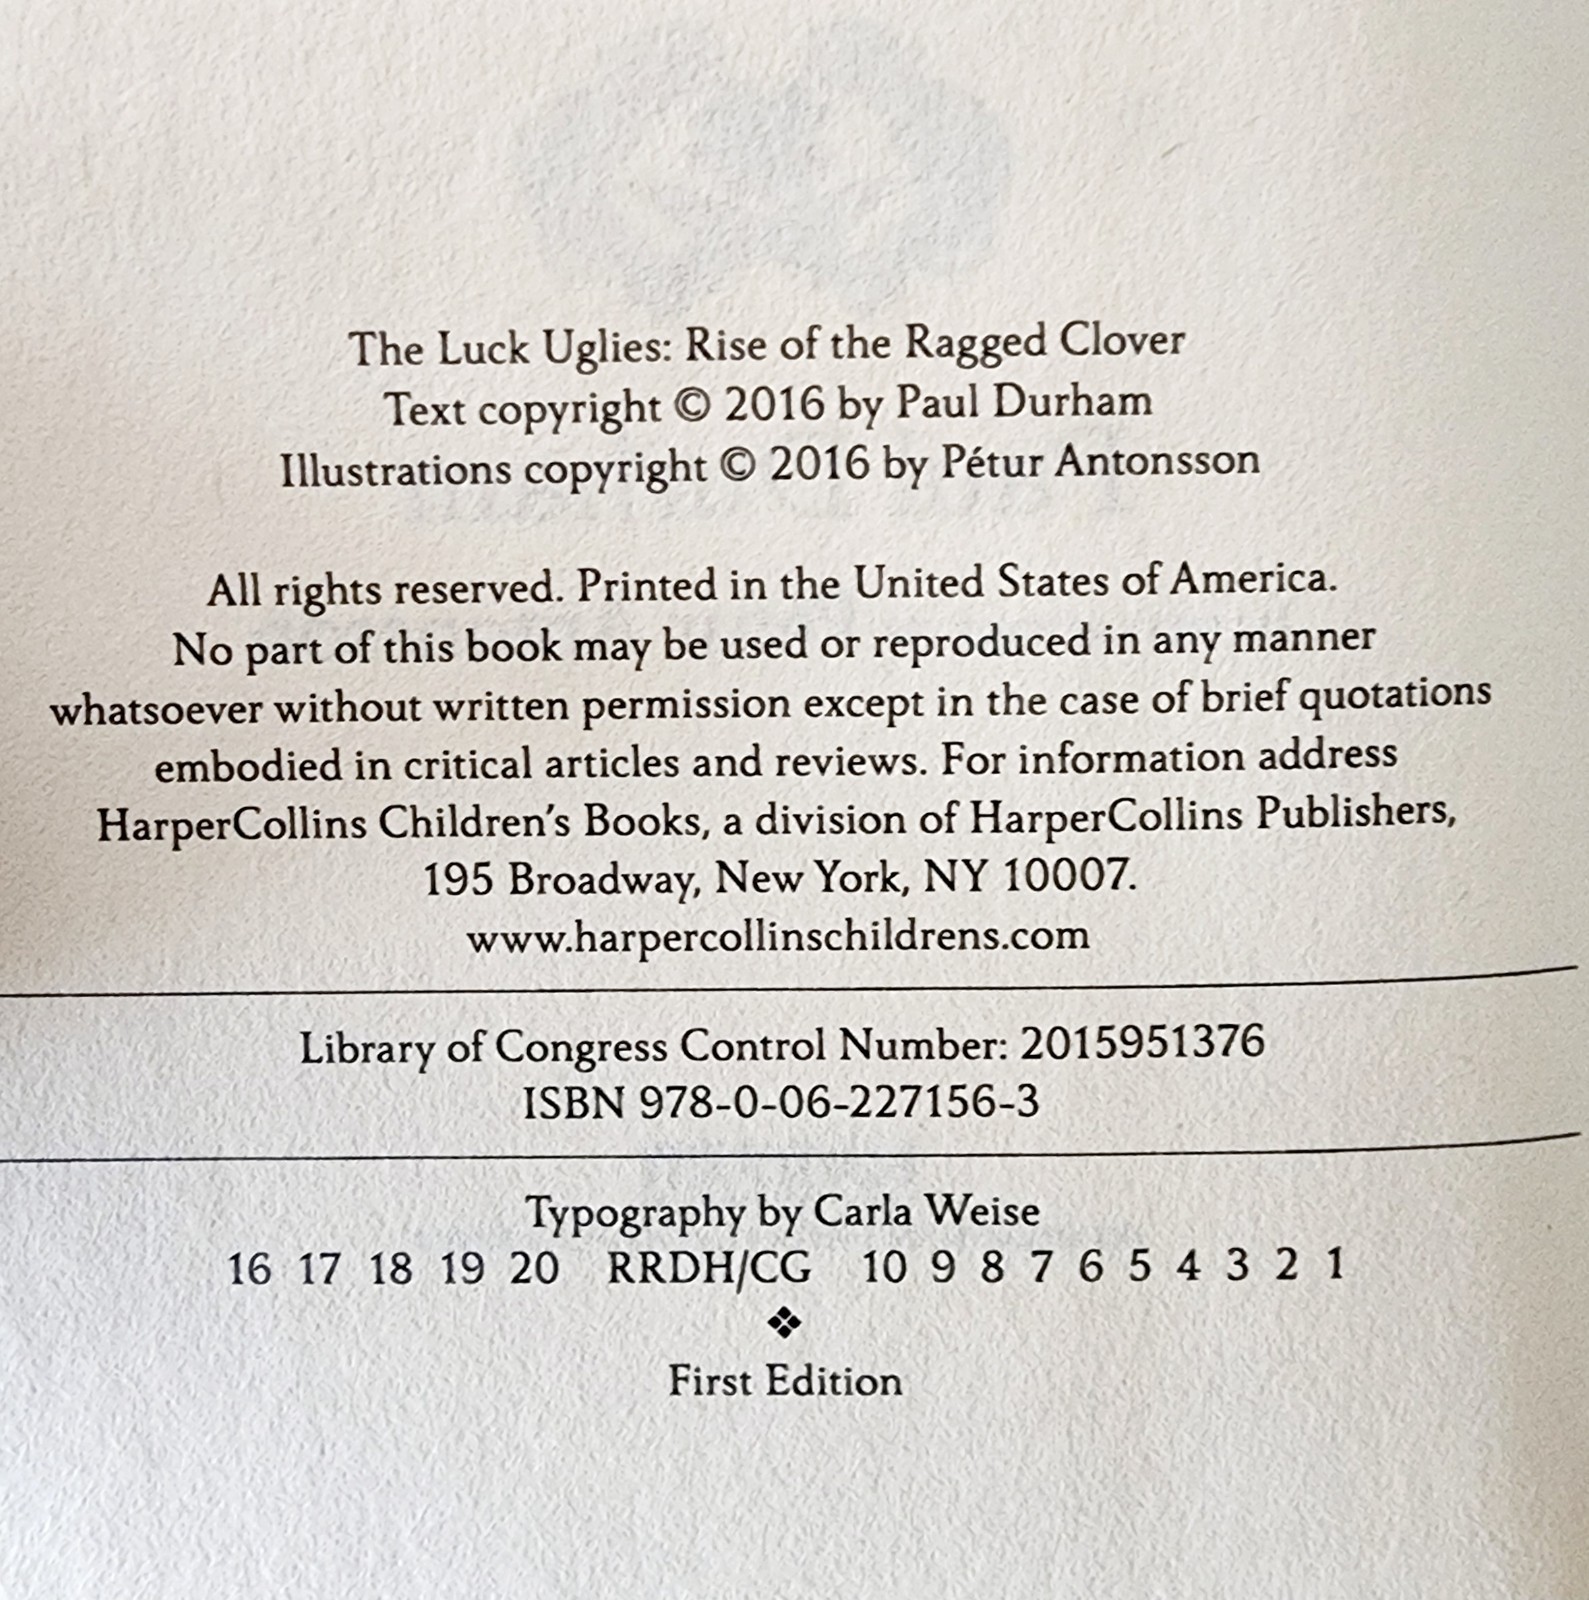 The Luck Uglies: Rise of the Ragged Clover
Text copyright © 2016 by Paul Durham
Illustrations copyright © 2016 by Pétur Antonsson
All rights reserved. Printed in the United States of America.
No part of this book may be used or reproduced in any manner
whatsoever without written permission except in the case of brief quotations
embodied in critical articles and reviews. For information address
HarperCollins Children's Books, a division of HarperCollins Publishers,
195 Broadway, New York, NY 10007.
www.harpercollinschildrens.com
Library of Congress Control Number: 2015951376
ISBN 978-0-06-227156-3
Typography by Carla Weise
16 17 18 19 20 RRDH/CG 10 9 8 7 6 5 4 3 2 1
❖
First Edition